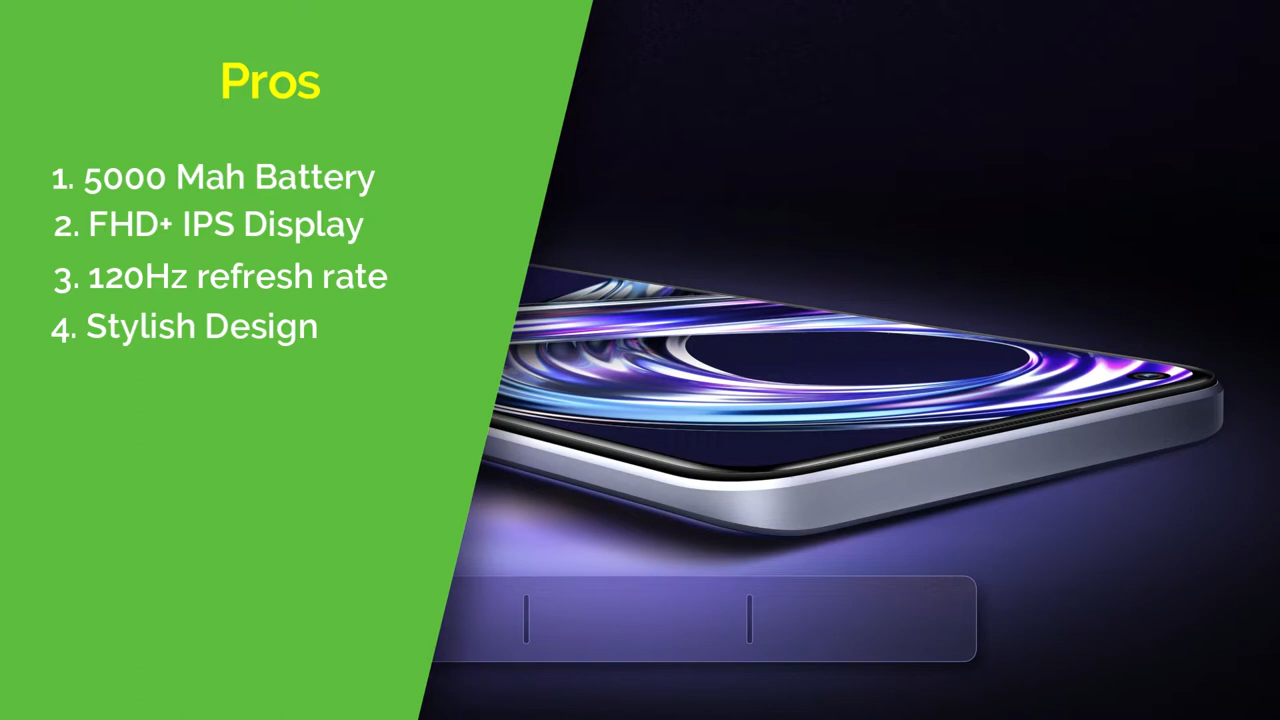 Pros
1. 5000 Mah Battery
2. FHD+ IPS Display
3. 120Hz refresh rate
4. Stylish Design